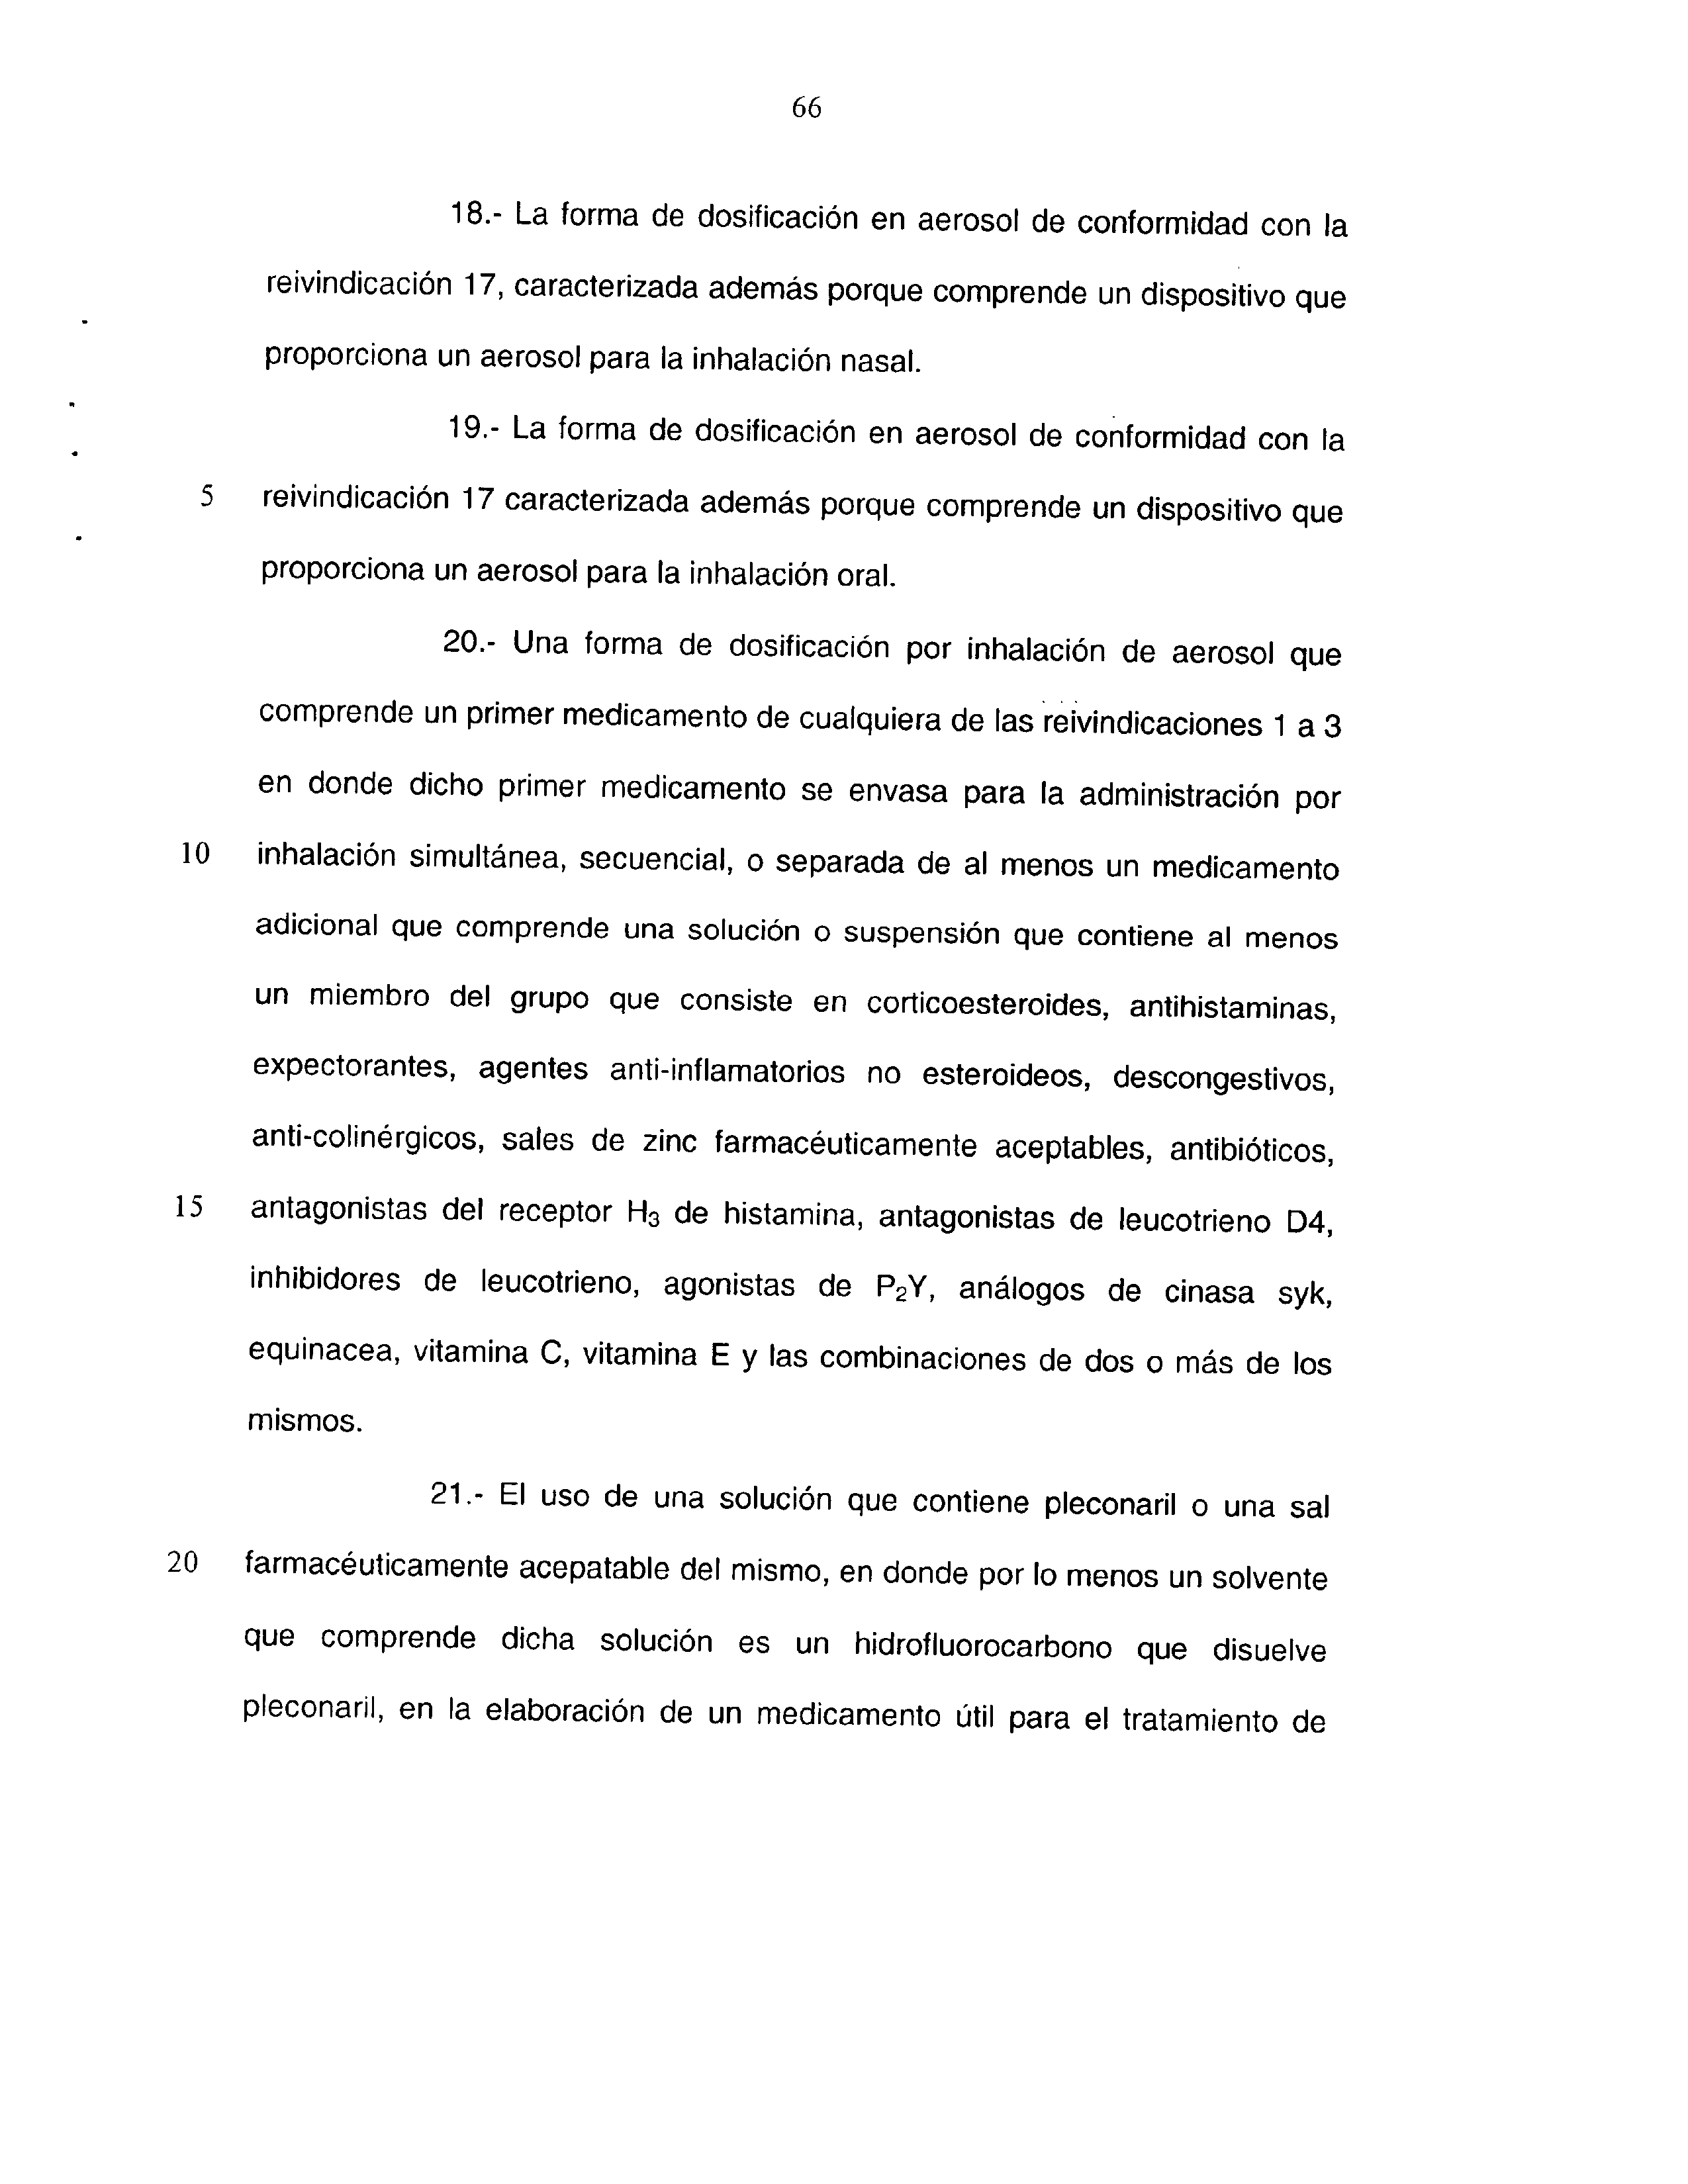 66
18.- La forma de dosificación en aerosol de conformidad con la
reivindicación 17, caracterizada además porque comprende un dispositivo que
proporciona un aerosol para la inhalación nasal.
19.- La forma de dosificación en aerosol de conformidad con la
5 reivindicación 17 caracterizada además porque comprende un dispositivo que
proporciona un aerosol para la inhalación oral.
20.- Una forma de dosificación por inhalación de aerosol que
comprende un primer medicamento de cualquiera de las reivindicaciones 1 a 3
en donde dicho primer medicamento se envasa para la administración por
10 inhalación simultánea, secuencial, o separada de al menos un medicamento
adicional que comprende una solución o suspensión que contiene al menos
un miembro del grupo que consiste en corticoesteroides, antihistaminas,
expectorantes, agentes anti-inflamatorios no esteroideos, descongestivos,
anti-colinérgicos, sales de zinc farmacéuticamente aceptables, antibióticos,
15 antagonistas del receptor H₃ de histamina, antagonistas de leucotrieno D4,
inhibidores de leucotrieno, agonistas de P₂Y, análogos de cinasa syk,
equinacea, vitamina C, vitamina E y las combinaciones de dos o más de los
mismos.
21.- El uso de una solución que contiene pleconaril o una sal
20 farmacéuticamente acepatable del mismo, en donde por lo menos un solvente
que comprende dicha solución es un hidrofluorocarbono que disuelve
pleconaril, en la elaboración de un medicamento útil para el tratamiento de